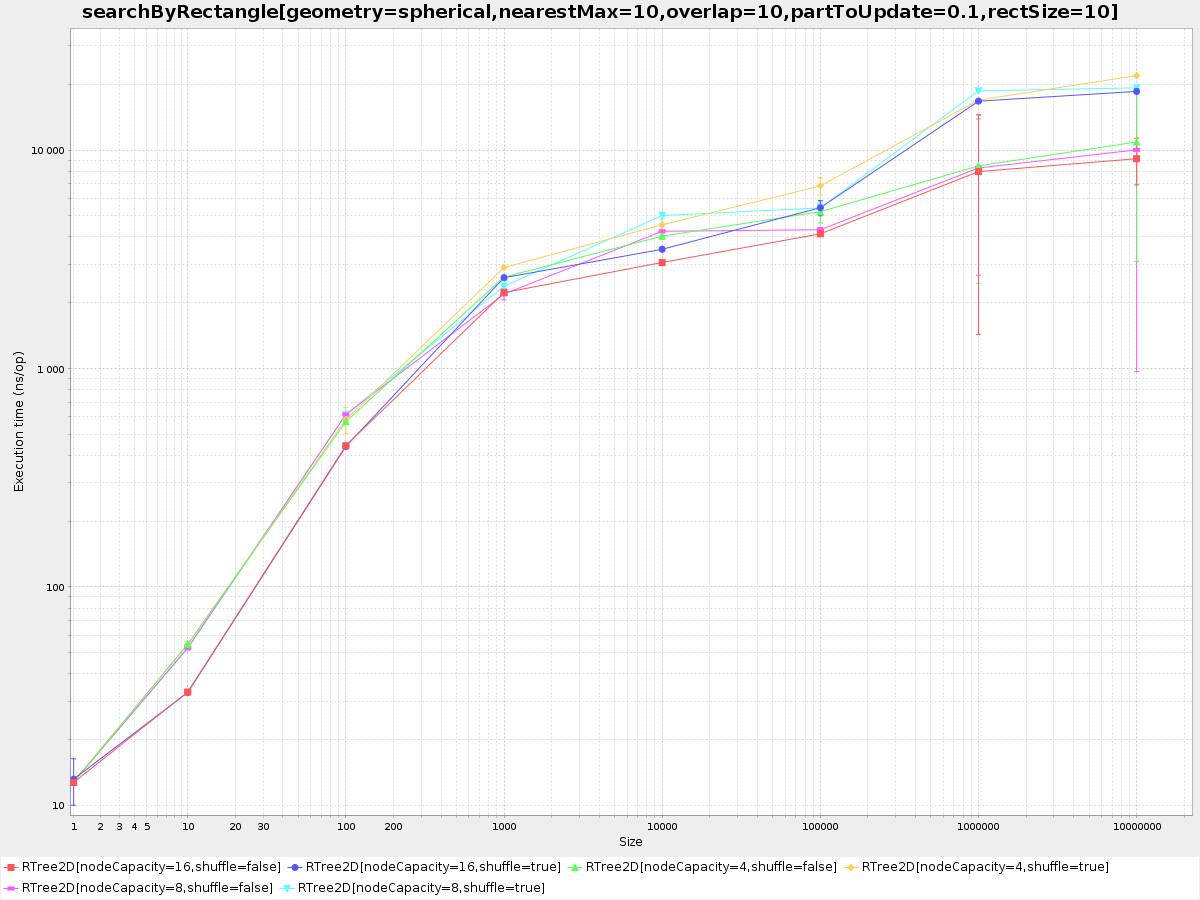 searchByRectangle[geometry=spherical,nearestMax=10,overlap=10,partToUpdate=0.1,rectSize=10]
10 000
1 000
100
10
Execution time (ns/op)
1 2 3 4 5 10 20 30 100 200 1000 10000 100000 1000000 10000000
Size
RTree2D[nodeCapacity=16,shuffle=false] RTree2D[nodeCapacity=16,shuffle=true] RTree2D[nodeCapacity=4,shuffle=false] RTree2D[nodeCapacity=4,shuffle=true]
RTree2D[nodeCapacity=8,shuffle=false] RTree2D[nodeCapacity=8,shuffle=true]